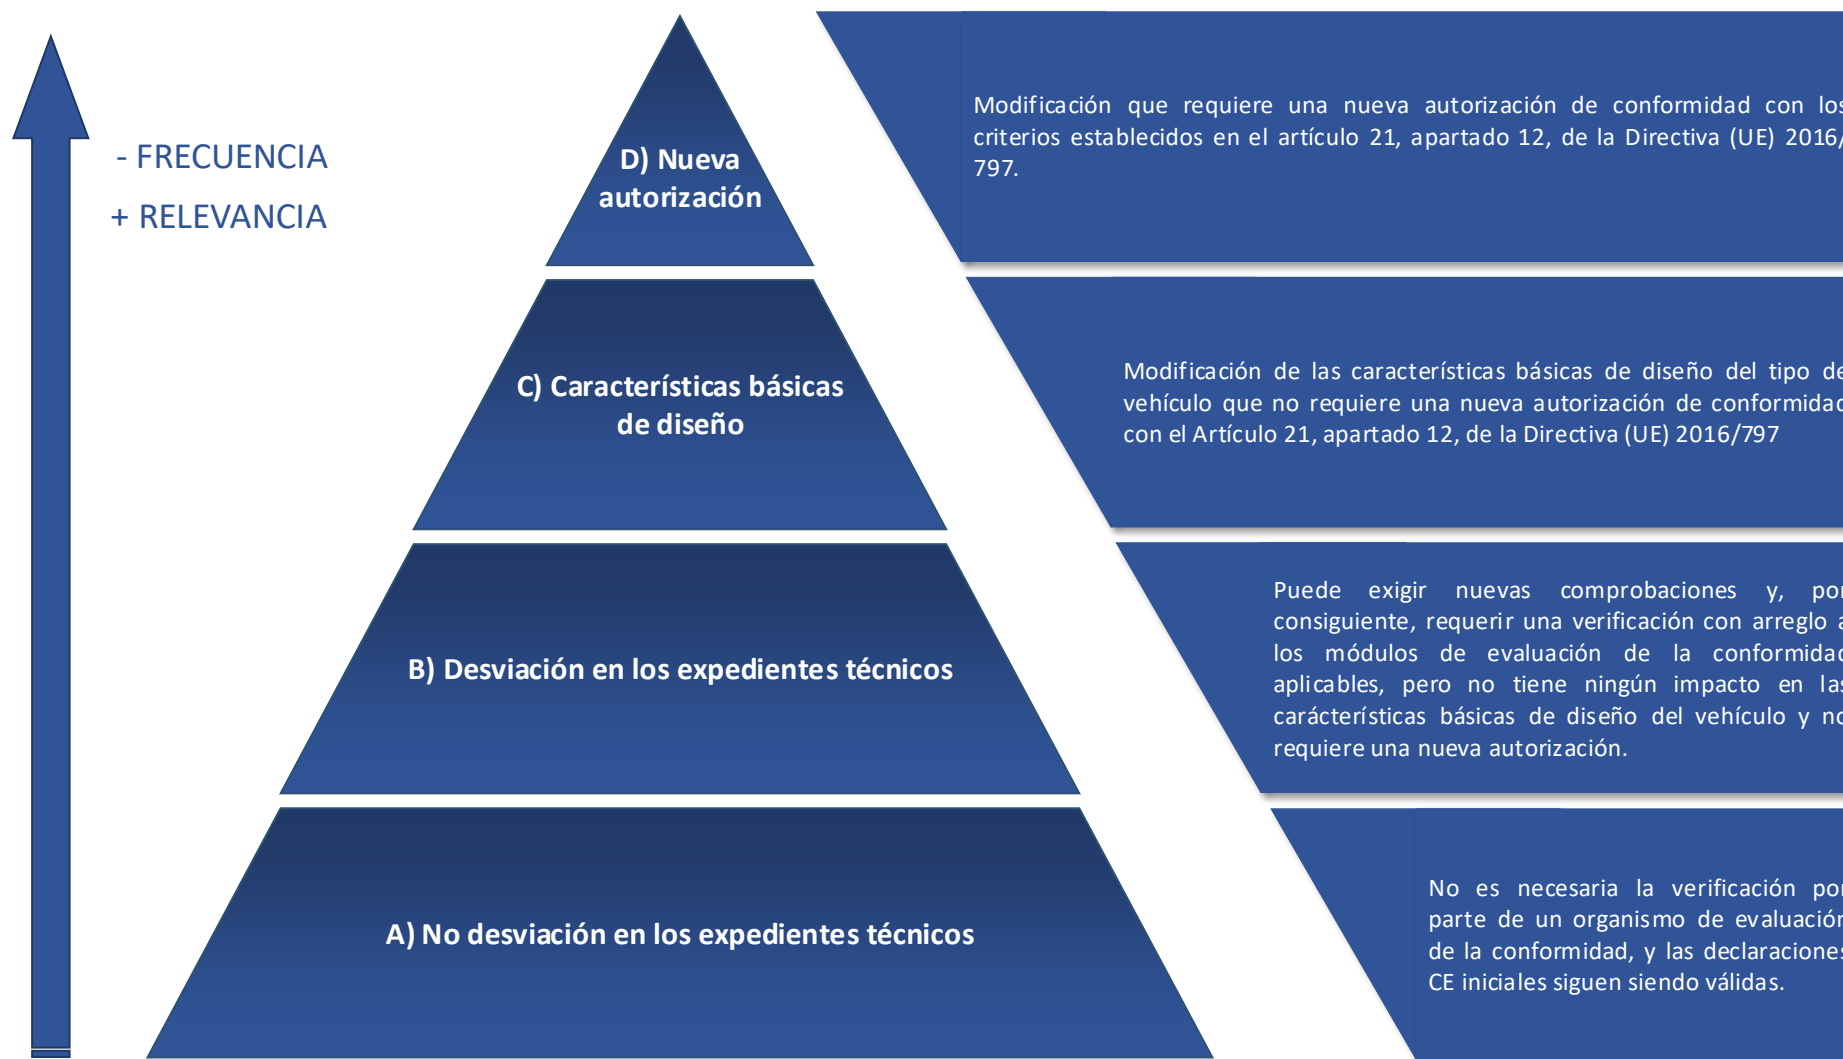 - FRECUENCIA
+ RELEVANCIA
D) Nueva
autorización
Modificación que requiere una nueva autorización de conformidad con los
criterios establecidos en el artículo 21, apartado 12, de la Directiva (UE) 2016/
797.
C) Características básicas
de diseño
Modificación de las características básicas de diseño del tipo de
vehículo que no requiere una nueva autorización de conformidad
con el Artículo 21, apartado 12, de la Directiva (UE) 2016/797
B) Desviación en los expedientes técnicos
Puede exigir nuevas comprobaciones y, por
consiguiente, requerir una verificación con arreglo a
los módulos de evaluación de la conformidad
aplicables, pero no tiene ningún impacto en las
carácterísticas básicas de diseño del vehículo y no
requiere una nueva autorización.
A) No desviación en los expedientes técnicos
No es necesaria la verificación por
parte de un organismo de evaluación
de la conformidad, y las declaraciones
CE iniciales siguen siendo válidas.